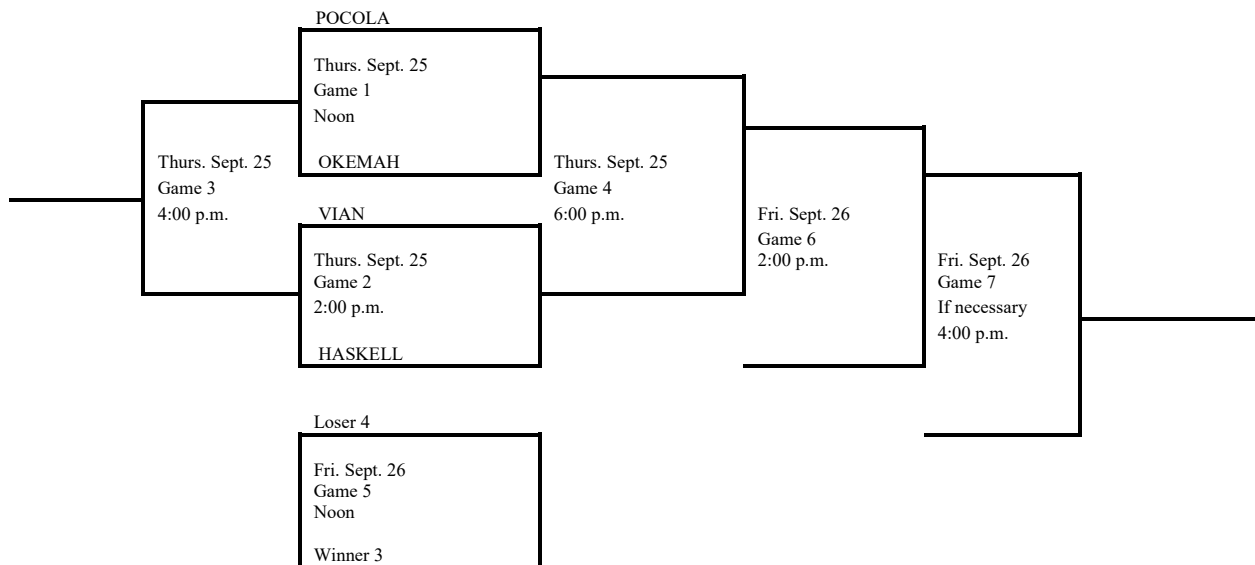 POCOLA
Thurs. Sept. 25
Game 1
Noon
OKEMAH
Thurs. Sept. 25
Game 3
4:00 p.m.
VIAN
Thurs. Sept. 25
Game 2
2:00 p.m.
HASKELL
Thurs. Sept. 25
Game 4
6:00 p.m.
Fri. Sept. 26
Game 6
2:00 p.m.
Fri. Sept. 26
Game 7
If necessary
4:00 p.m.
Loser 4
Fri. Sept. 26
Game 5
Noon
Winner 3